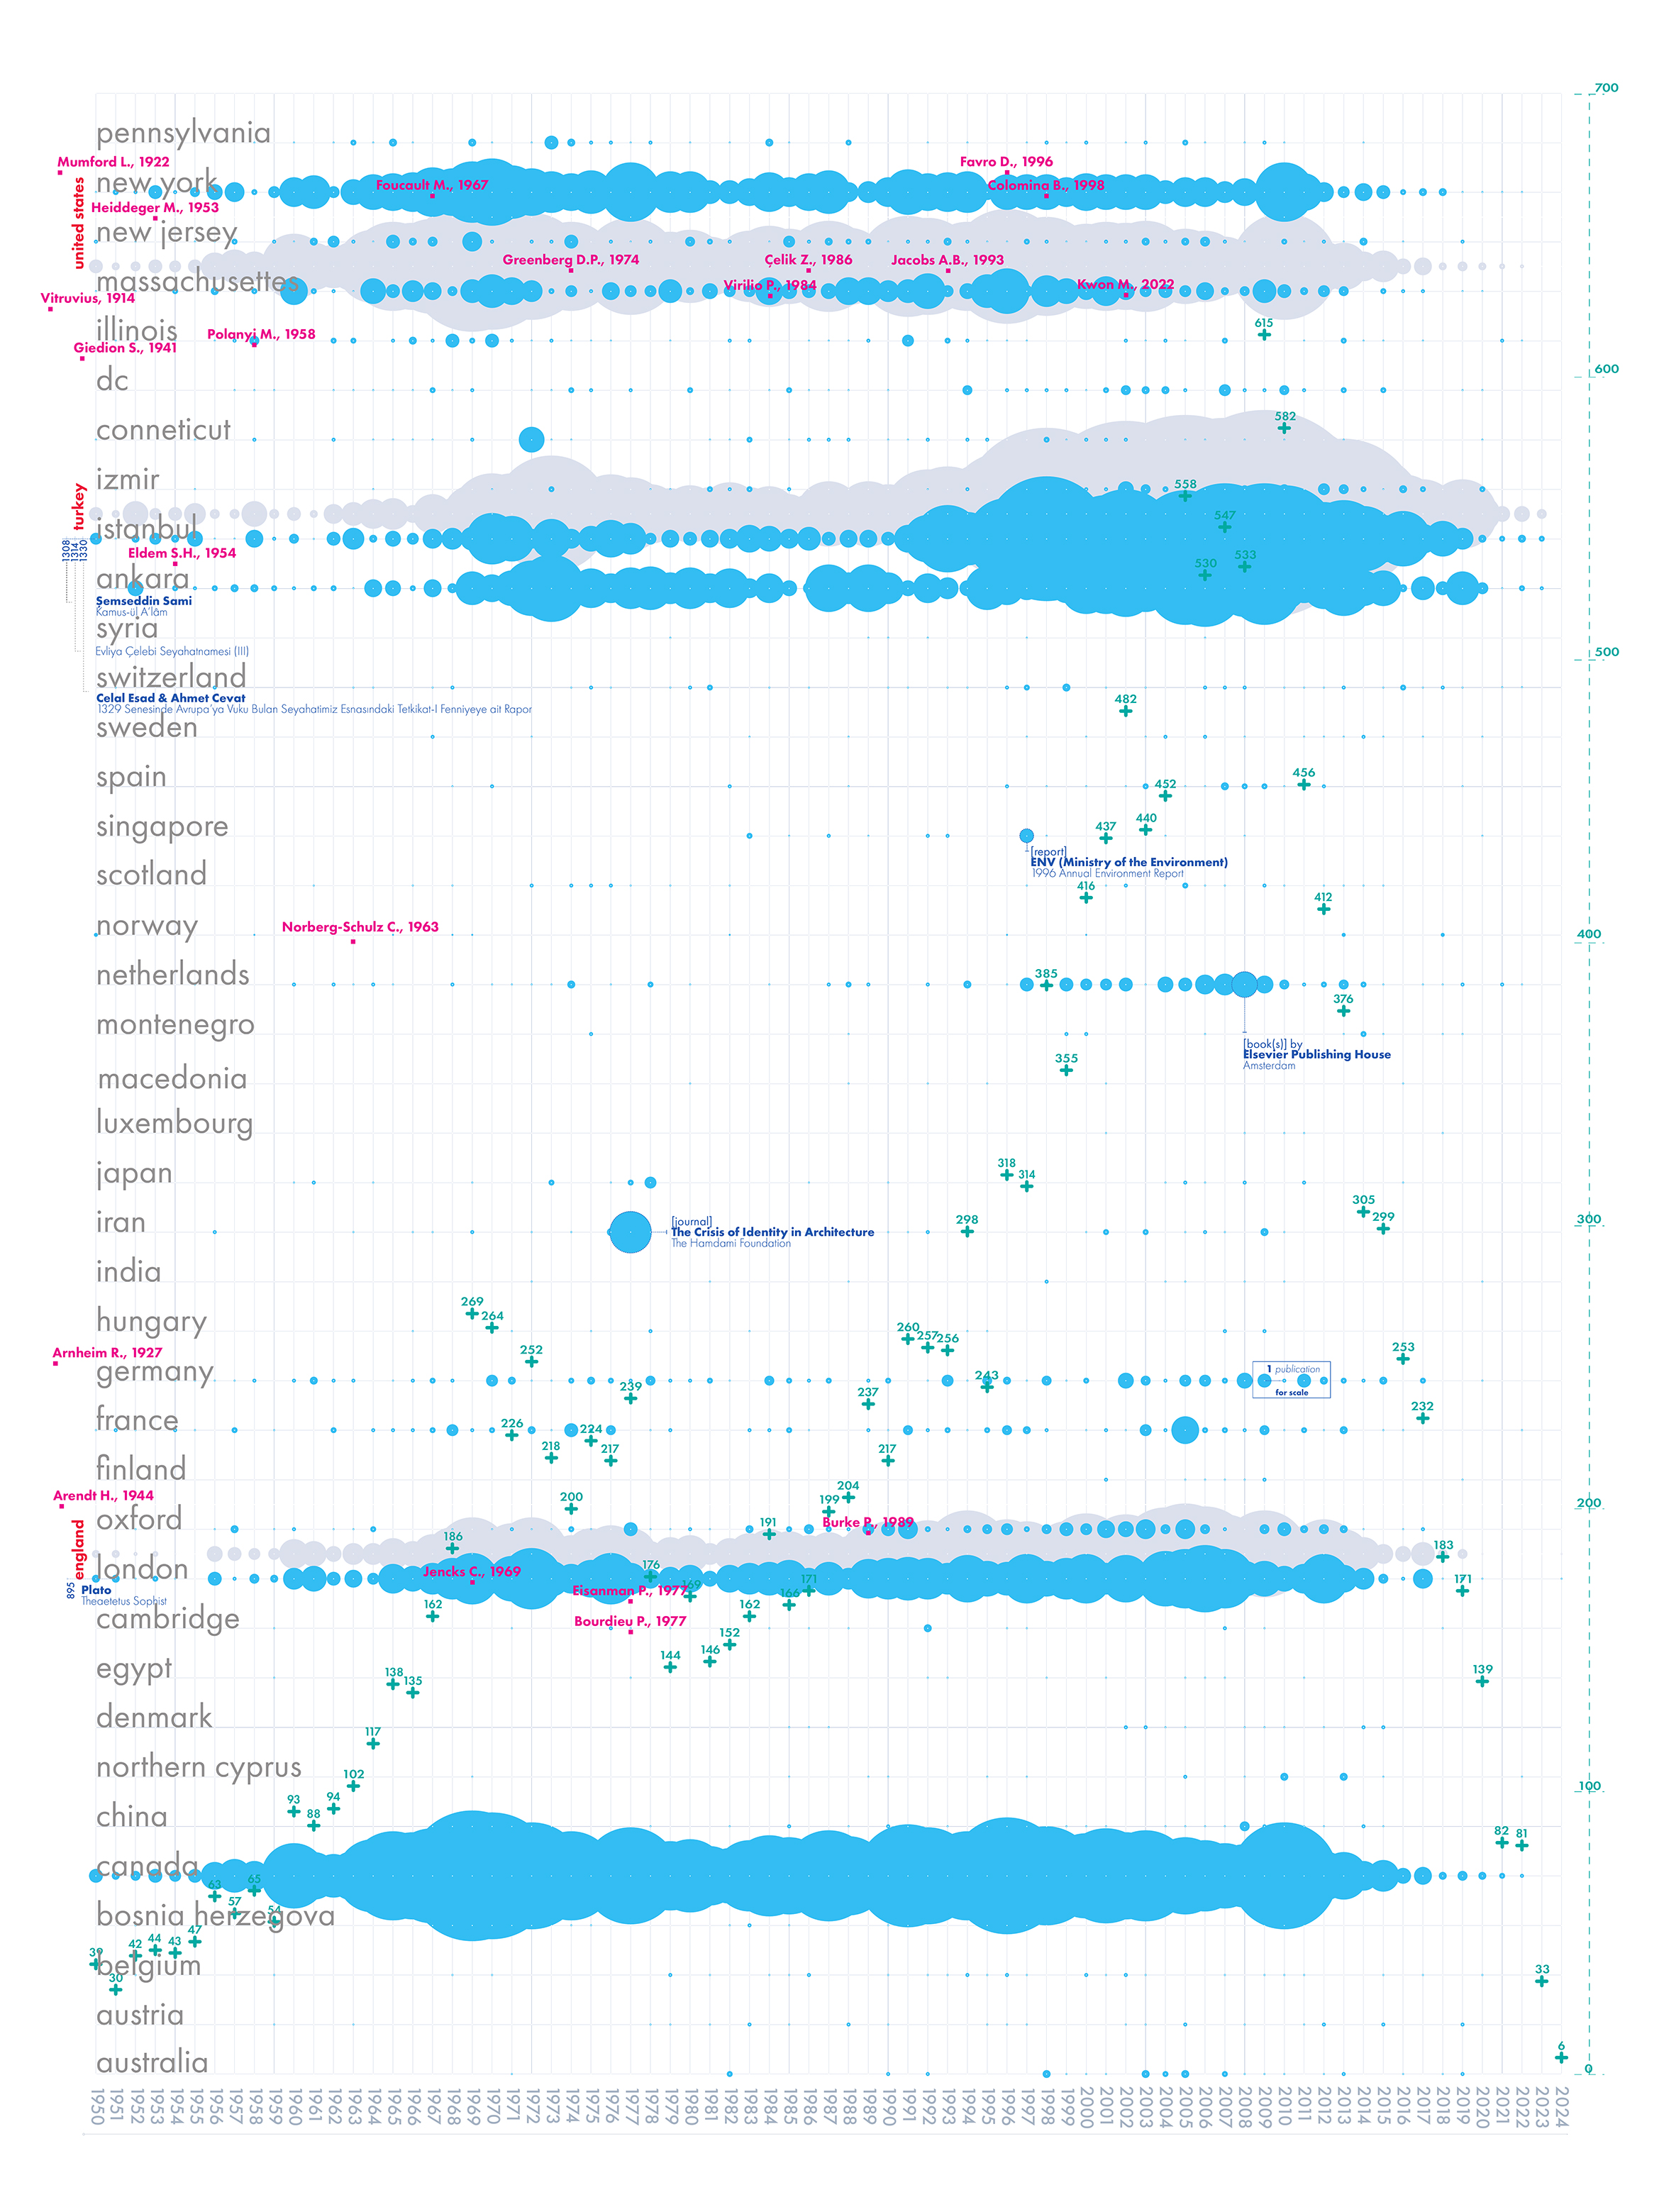 700
pennsylvania
Mumford L., 1922
Favro D., 1996
new york
Foucault M., 1967
Colomina B., 1998
united states
Heiddeger M., 1953
new jersey
Greenberg D.P., 1974
Çelik Z., 1986
Jacobs A.B., 1993
massachusettes
Virilio P., 1984
Kwon M., 2022
Vitruvius, 1914
illinois
615
Polanyi M., 1958
Giedion S., 1941
600
dc
582
conneticut
izmir
558
turkey
547
istanbul
1308
1314
1330
Eldem S.H., 1954
533
530
ankara
Şemseddin Sami
Kamus-ül A'lâm
syria
Evliya Çelebi Seyahatnamesi (III)
500
switzerland
Celal Esad & Ahmet Cevat
1329 Senesinde Avrupa'ya Vuku Bulan Seyahatimiz Esnasındaki Tetkikat-I Fenniyeye ait Rapor
482
sweden
spain
456
452
singapore
437
440
[report]
ENV (Ministry of the Environment)
1996 Annual Environment Report
scotland
416
412
norway
Norberg-Schulz C., 1963
400
netherlands
385
376
montenegro
[book(s)] by
Elsevier Publishing House
Amsterdam
355
macedonia
luxembourg
japan
318
314
305
299
298
300
iran
[journal]
The Crisis of Identity in Architecture
The Hamdami Foundation
india
269
264
hungary
260
257
256
252
253
Arnheim R., 1927
germany
1 publication
for scale
243
239
237
232
france
226
224
218
217
217
finland
204
200
199
200
Arendt H., 1944
oxford
191
Burke P., 1989
186
183
england
london
Jencks C., 1969
176
171
171
895
Plato
Theaetetus Sophist
Eisanman P., 1977
169
166
162
162
cambridge
Bourdieu P., 1977
152
146
144
egypt
138
135
139
denmark
117
northern cyprus
102
100
93
94
88
china
82
81
canada
63
65
57
54
bosnia herzegova
47
42
44
43
39
belgium
30
33
austria
australia
6
0
1950
1951
1952
1953
1954
1955
1956
1957
1958
1959
1960
1961
1962
1963
1964
1965
1966
1967
1968
1969
1970
1971
1972
1973
1974
1975
1976
1977
1978
1979
1980
1981
1982
1983
1984
1985
1986
1987
1988
1989
1990
1991
1992
1993
1994
1995
1996
1997
1998
1999
2000
2001
2002
2003
2004
2005
2006
2007
2008
2009
2010
2011
2012
2013
2014
2015
2016
2017
2018
2019
2020
2021
2022
2023
2024